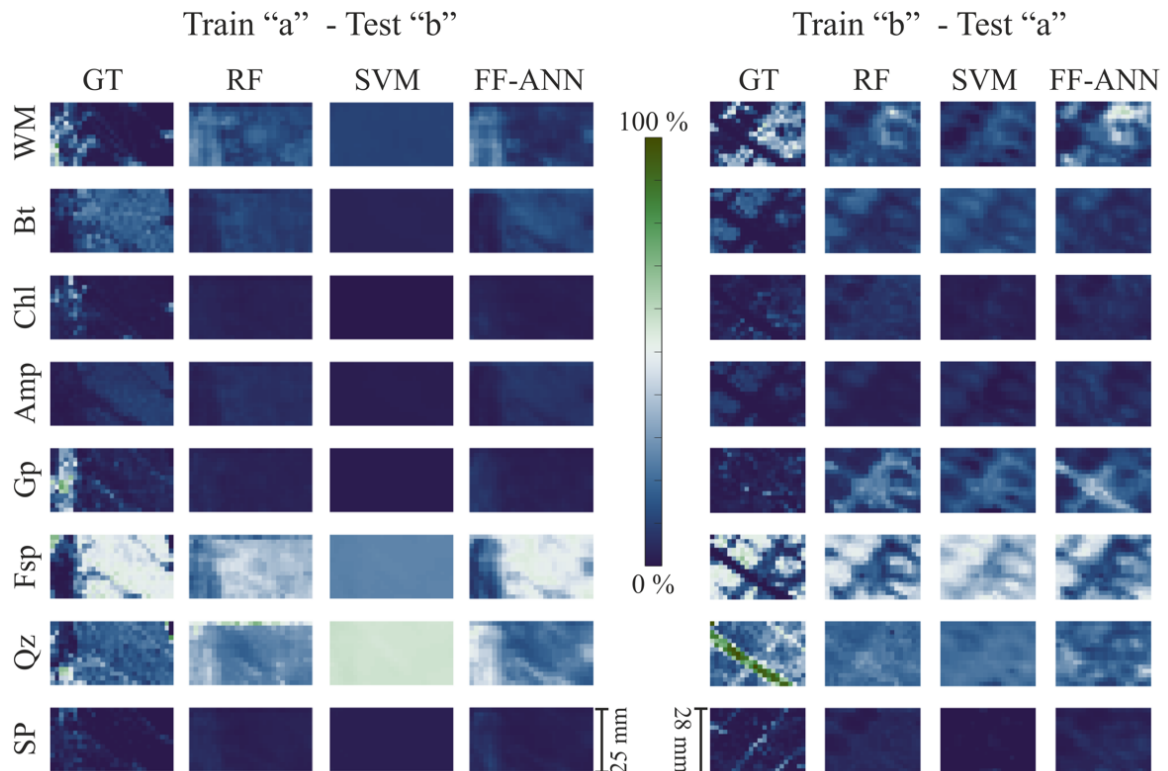 Train “a” - Test “b”
Train “b” - Test “a”
GT RF SVM FF-ANN
GT RF SVM FF-ANN
WM
Bt
Chl
Amp
Gp
Fsp
Qz
SP
100 %
0 %
25 mm
28 mm